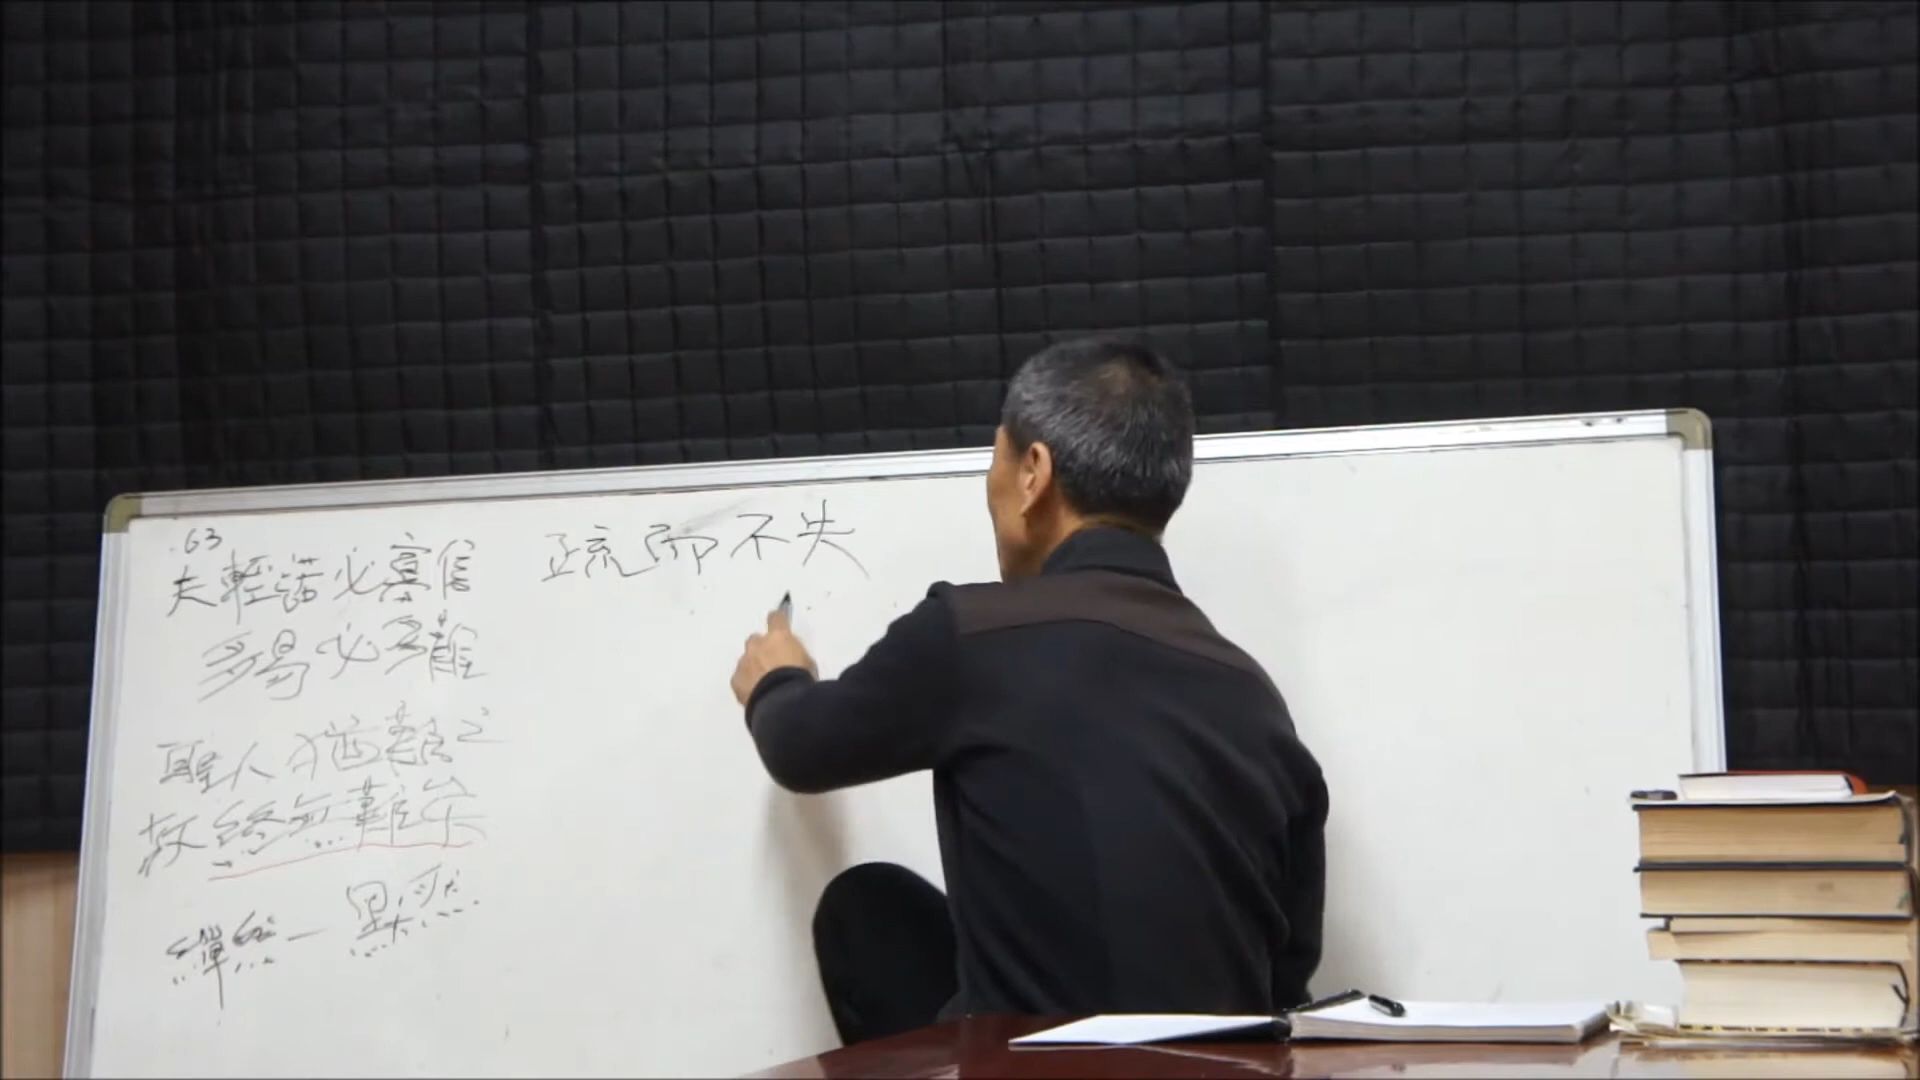 .63
夫輕諾必寡信
多易必多難
聖人猶難之
故終無難矣
繟然—默然
疏而不失